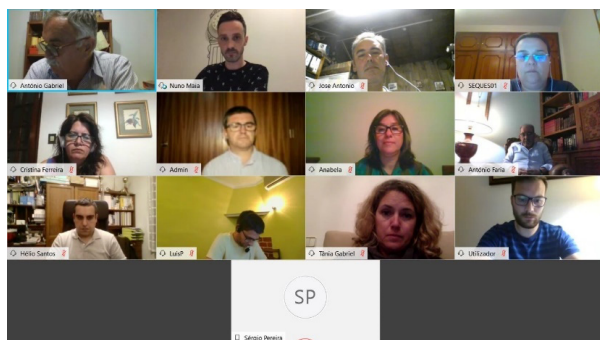 António Gabriel
Nuno Maia
Jose Antonio
SEQUES01
Cristina Ferreira
Admin
Anabela
António Faria
Hélio Santos
LuisP
Tânia Gabriel
Utilizador
SP
Sérgio Pereira